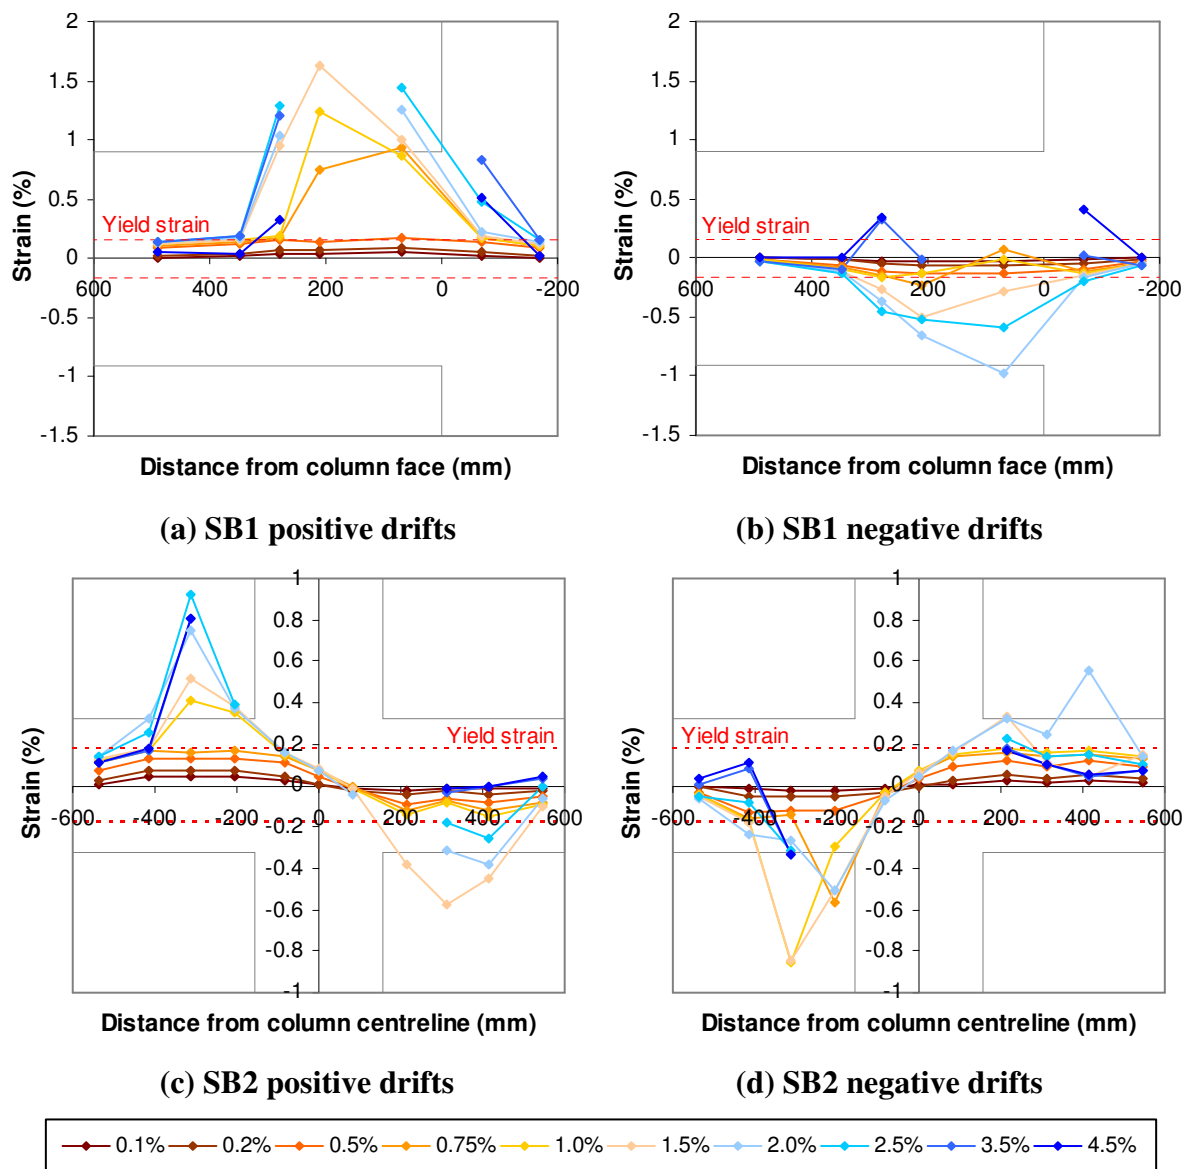 2
1.5
1
0.5
0
-0.5
-1
-1.5
600 400 200 0 -200
Strain (%)
Yield strain
Distance from column face (mm)
(a) SB1 positive drifts
2
1.5
1
0.5
0
-0.5
-1
-1.5
600 400 200 0 -200
Strain (%)
Yield strain
Distance from column face (mm)
(b) SB1 negative drifts
1
0.8
0.6
0.4
0.2
0
-0.2
-0.4
-0.6
-0.8
-1
-600 -400 -200 0 200 400 600
Strain (%)
Yield strain
Distance from column centreline (mm)
(c) SB2 positive drifts
1
0.8
0.6
0.4
0.2
0
-0.2
-0.4
-0.6
-0.8
-1
-600 -400 -200 0 200 400 600
Strain (%)
Yield strain
Distance from column centreline (mm)
(d) SB2 negative drifts
0.1% 0.2% 0.5% 0.75% 1.0% 1.5% 2.0% 2.5% 3.5% 4.5%